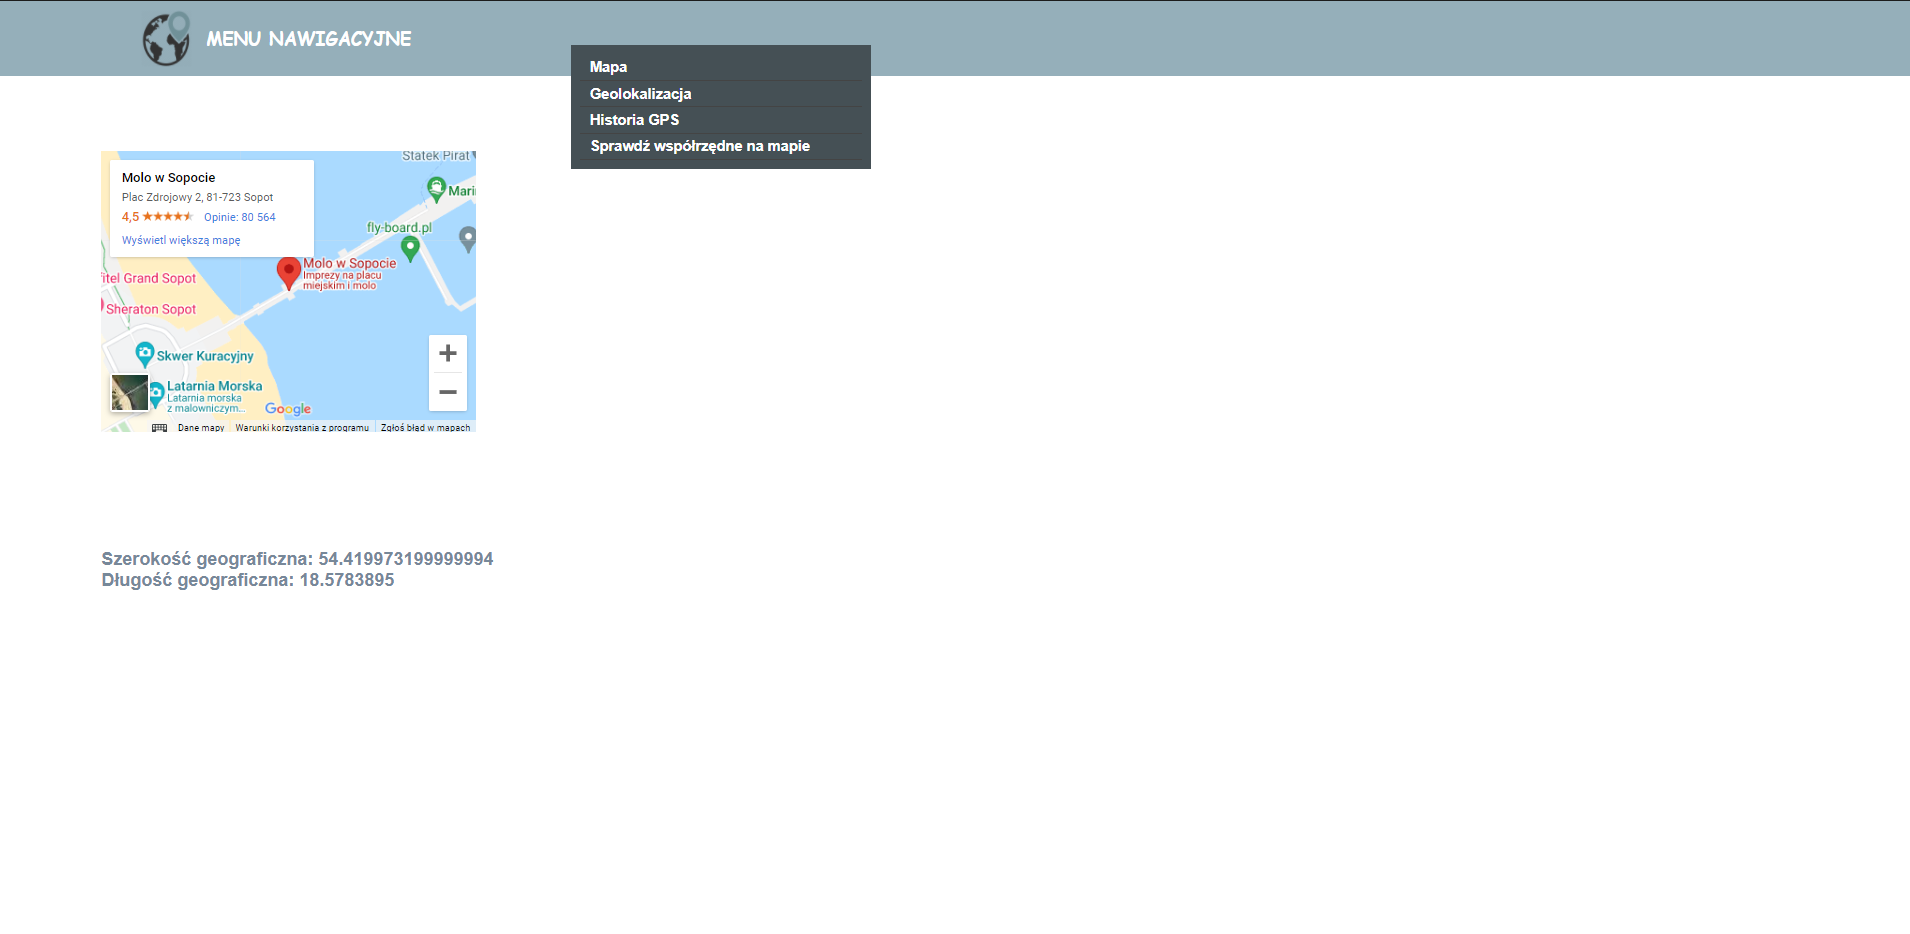 MENU NAWIGACYJNE
Mapa
Geolokalizacja
Historia GPS
Sprawdź współrzędne na mapie
Statek Pirat
Molo w Sopocie
Plac Zdrojowy 2, 81-723 Sopot
4,5 Opinie: 80 564
Wyświetl większą mapę
Mari
fly-board.pl
Molo w Sopocie
Imprezy na placu
miejskim i molo
itel Grand Sopot
Sheraton Sopot
Skwer Kuracyjny
Latarnia Morska
Latarnia morska
z malowniczym...
Google
Dane mapy Warunki korzystania z programu Zgłoś błąd w mapach
Szerokość geograficzna: 54.419973199999994
Długość geograficzna: 18.5783895